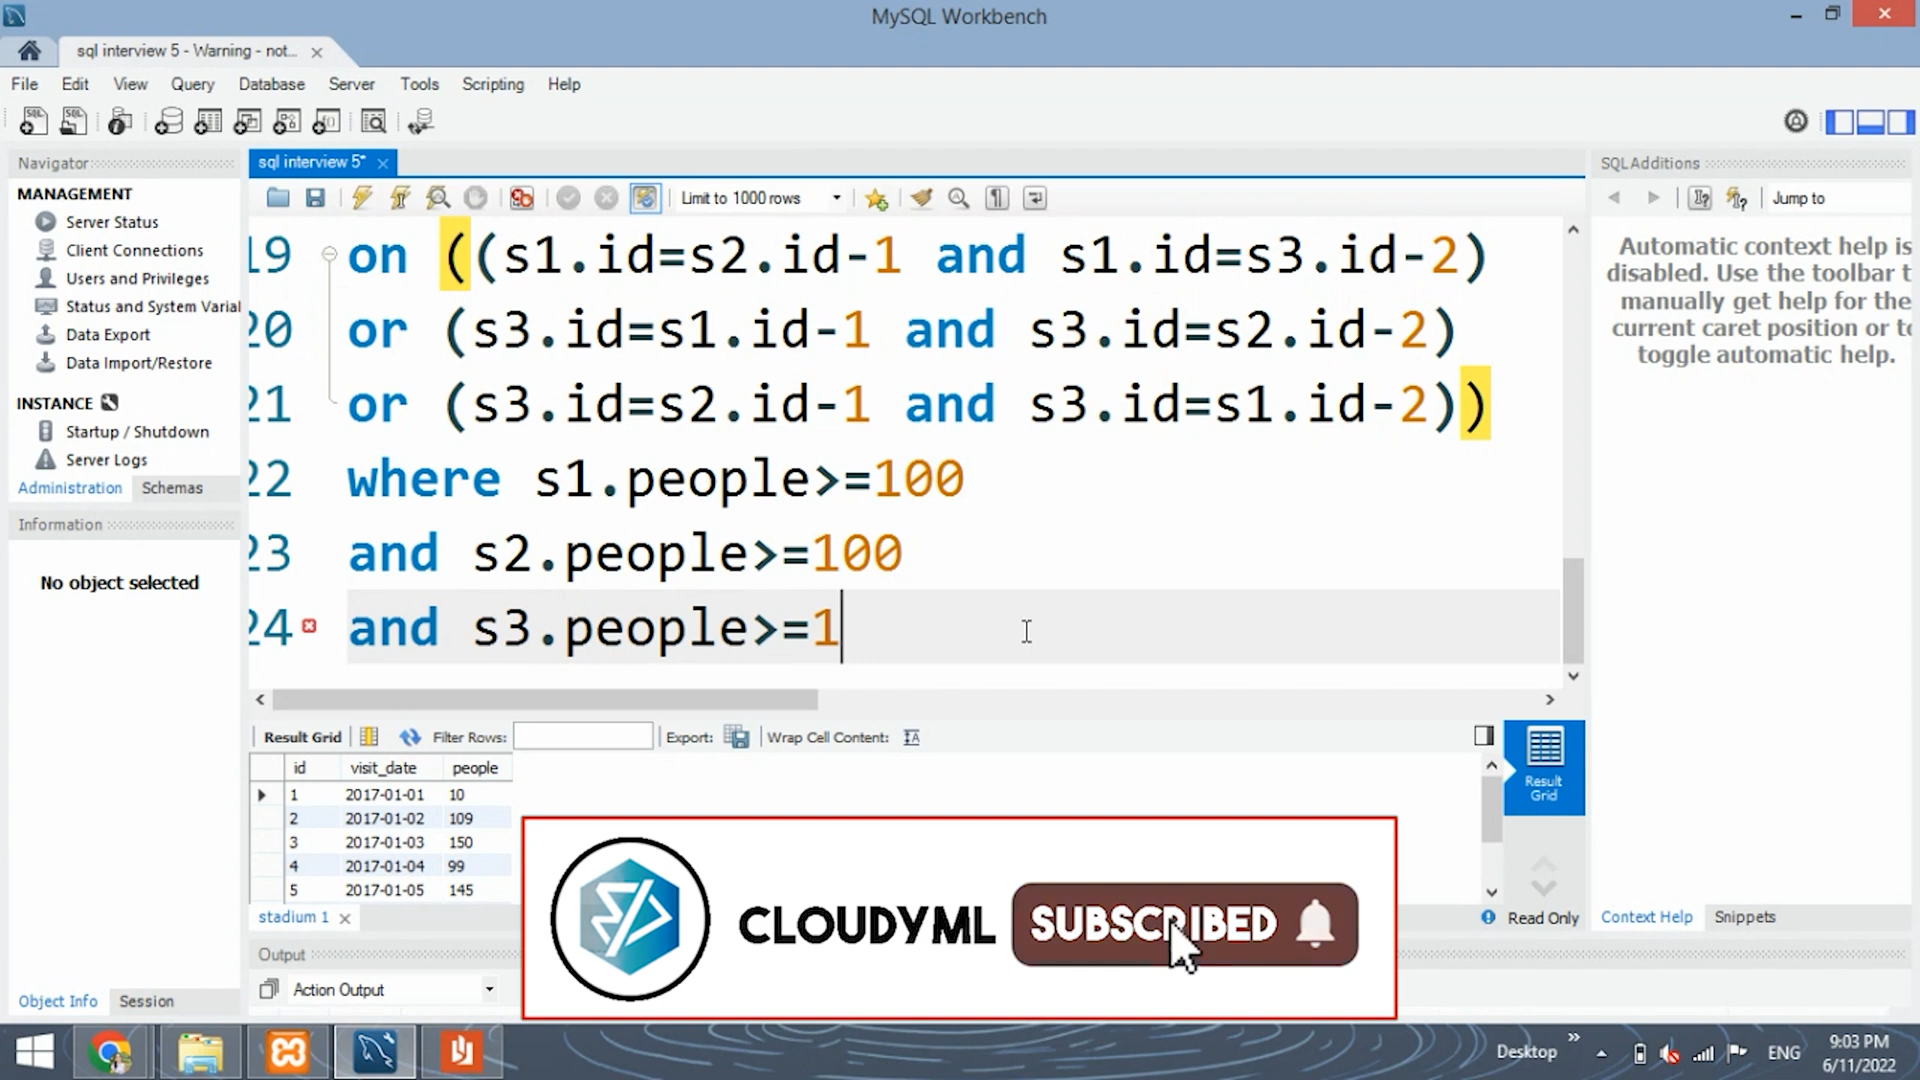 MySQL Workbench
sql interview 5 - Warning - not...
File Edit View Query Database Server Tools Scripting Help
Navigator
MANAGEMENT
Server Status
Client Connections
Users and Privileges
Status and System Varial
Data Export
Data Import/Restore
INSTANCE
Startup / Shutdown
Server Logs
Administration Schemas
Information
No object selected
Object Info Session
sql interview 5*
Limit to 1000 rows
19 on ((s1.id=s2.id-1 and s1.id=s3.id-2)
20 or (s3.id=s1.id-1 and s3.id=s2.id-2)
21 or (s3.id=s2.id-1 and s3.id=s1.id-2))
22 where s1.people>=100
23 and s2.people>=100
24 and s3.people>=1
Result Grid Filter Rows: Export: Wrap Cell Content:
id visit_date people
1 2017-01-01 10
2 2017-01-02 109
3 2017-01-03 150
4 2017-01-04 99
5 2017-01-05 145
Result
Grid
stadium 1
Read Only
Output
Action Output
CLOUDYML SUBSCRIBED
SQL Additions
Jump to
Automatic context help is
disabled. Use the toolbar t
manually get help for the
current caret position or to
toggle automatic help.
Context Help Snippets
Desktop
ENG
9:03 PM
6/11/2022